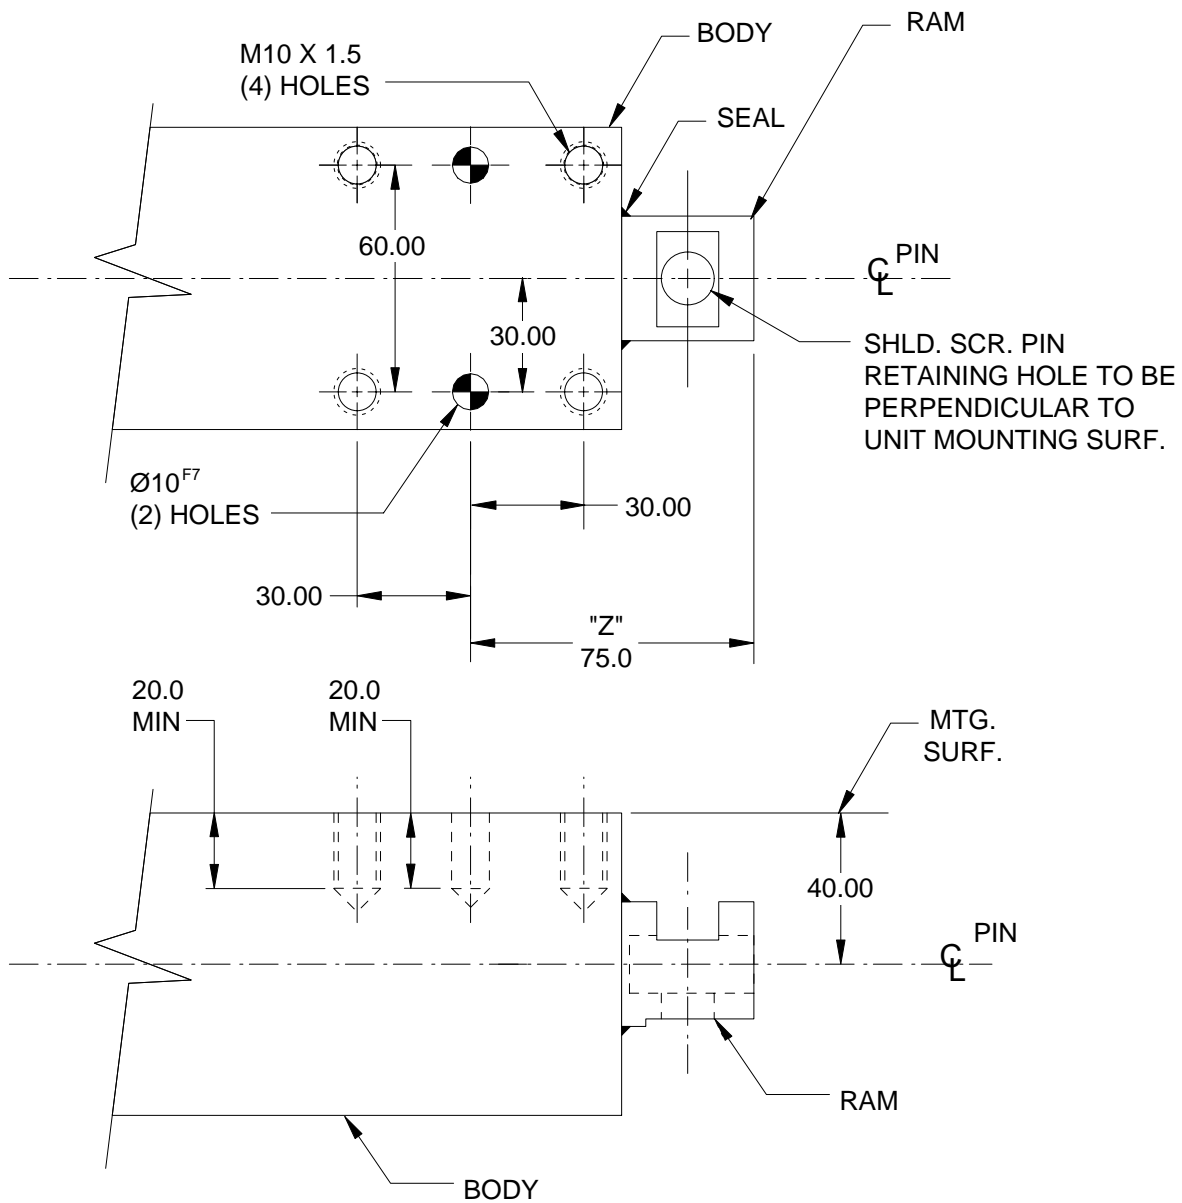 BODY
RAM
M10 X 1.5
(4) HOLES
SEAL
60.00
℄ PIN
30.00
SHLD. SCR. PIN
RETAINING HOLE TO BE
PERPENDICULAR TO
UNIT MOUNTING SURF.
Ø10F7
(2) HOLES
30.00
30.00
"Z"
75.0
20.0
MIN
20.0
MIN
MTG.
SURF.
40.00
℄ PIN
RAM
BODY